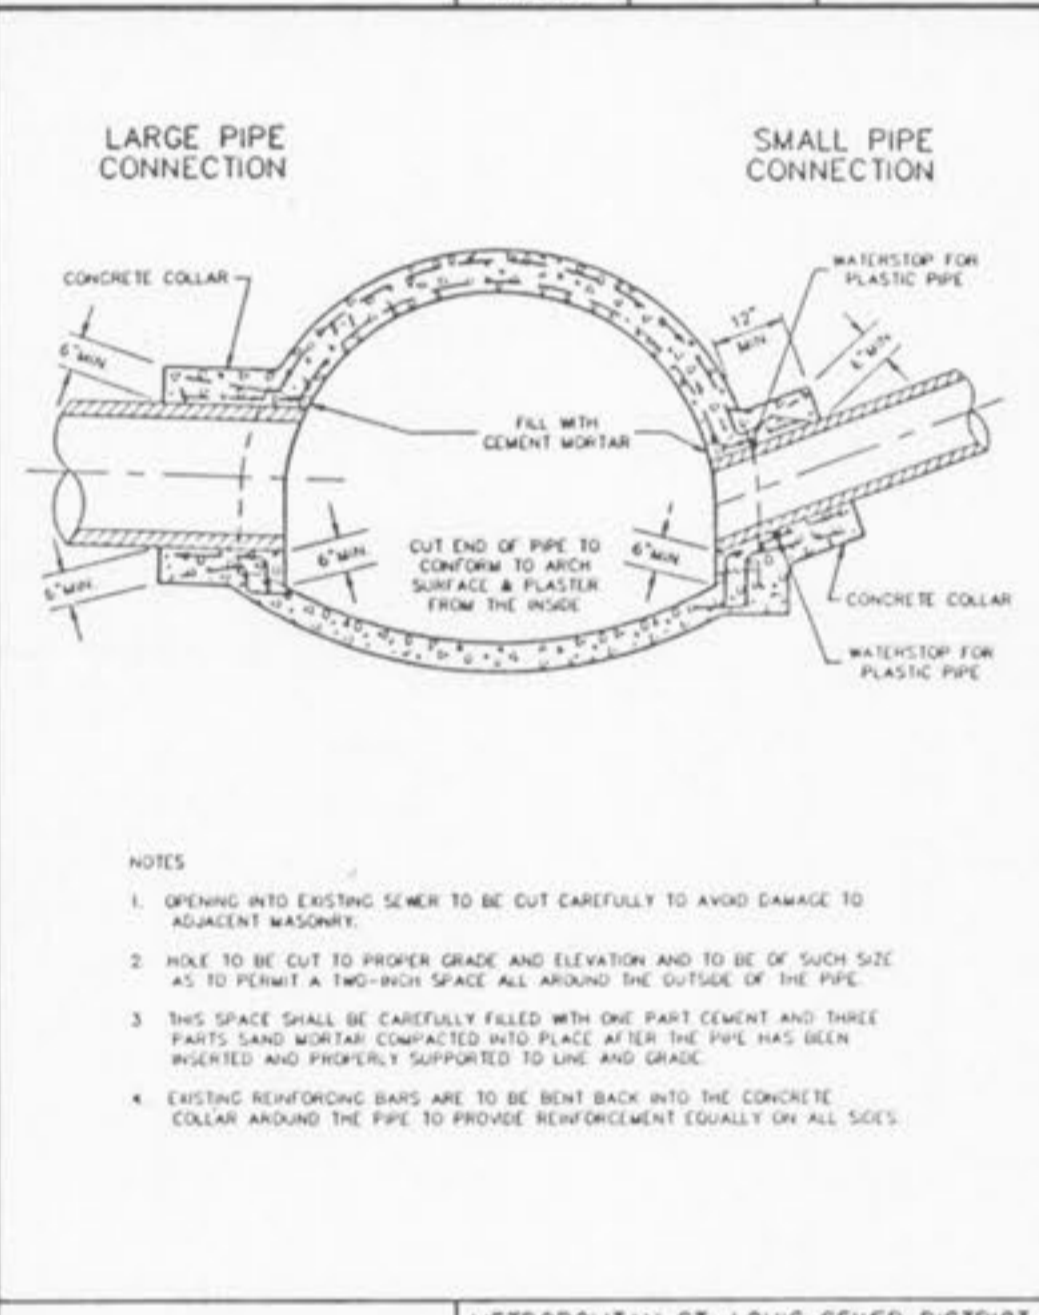 LARGE PIPE
CONNECTION
SMALL PIPE
CONNECTION
CONCRETE COLLAR
WATERSTOP FOR
PLASTIC PIPE
12"
MIN.
6" MIN.
FILL WITH
CEMENT MORTAR
6" MIN.
CUT END OF PIPE TO
CONFORM TO ARCH
SURFACE & PLASTER
FROM THE INSIDE
6" MIN.
6" MIN.
CONCRETE COLLAR
WATERSTOP FOR
PLASTIC PIPE
NOTES
1. OPENING INTO EXISTING SEWER TO BE CUT CAREFULLY TO AVOID DAMAGE TO
ADJACENT MASONRY.
2. HOLE TO BE CUT TO PROPER GRADE AND ELEVATION AND TO BE OF SUCH SIZE
AS TO PERMIT A TWO-INCH SPACE ALL AROUND THE OUTSIDE OF THE PIPE.
3. THIS SPACE SHALL BE CAREFULLY FILLED WITH ONE PART CEMENT AND THREE
PARTS SAND MORTAR COMPACTED INTO PLACE AFTER THE PIPE HAS BEEN
INSERTED AND PROPERLY SUPPORTED TO LINE AND GRADE.
4. EXISTING REINFORCING BARS ARE TO BE BENT BACK INTO THE CONCRETE
COLLAR AROUND THE PIPE TO PROVIDE REINFORCEMENT EQUALLY ON ALL SIDES.
METROPOLITAN ST. LOUIS SEWER DISTRICT